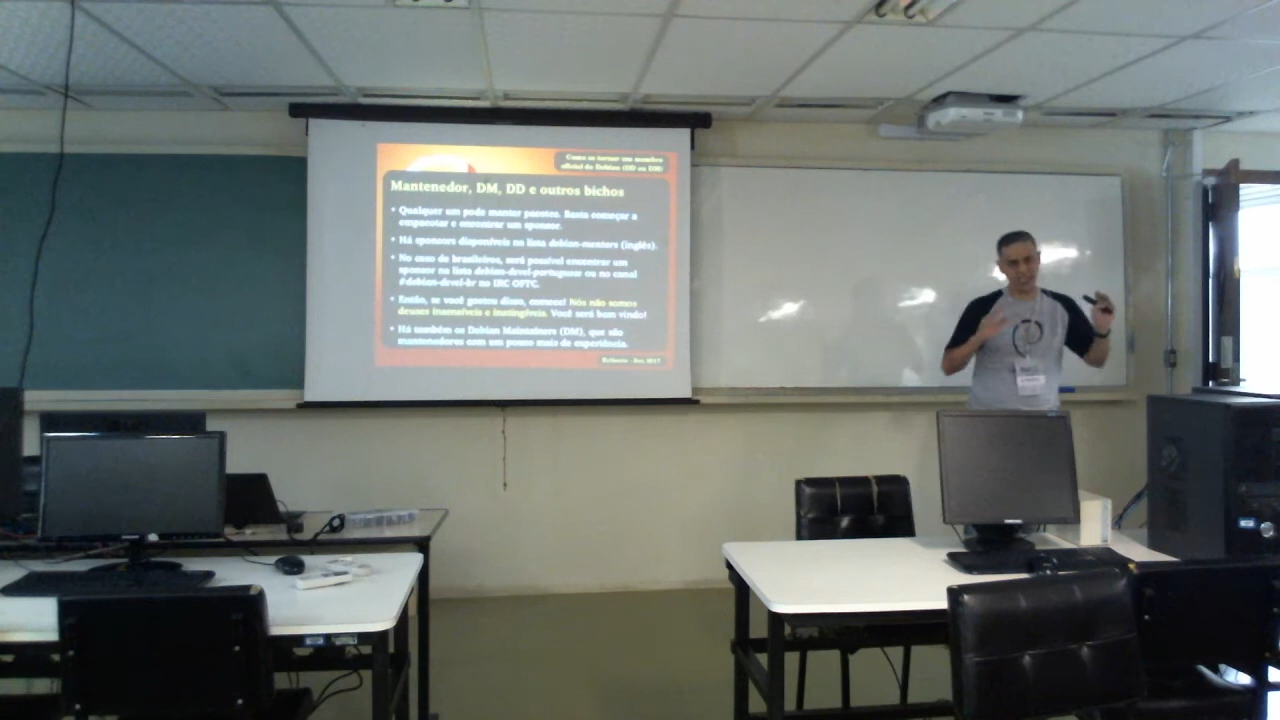 Como se tornar um membro
oficial do Debian (DD ou DM)
Mantenedor, DM, DD e outros bichos
• Qualquer um pode manter pacotes. Basta começar a
empacotar e encontrar um sponsor.
• Há sponsors disponíveis na lista debian-mentors (inglês).
• No caso de brasileiros, será possível encontrar um
sponsor na lista debian-devel-portuguese ou no canal
#debian-devel-br no IRC OFTC.
• Então, se você gostou disso, comece! Nós não somos
deuses insensíveis e inatingíveis. Você será bem vindo!
• Há também os Debian Maintainers (DM), que são
mantenedores com um pouco mais de experiência.
2017